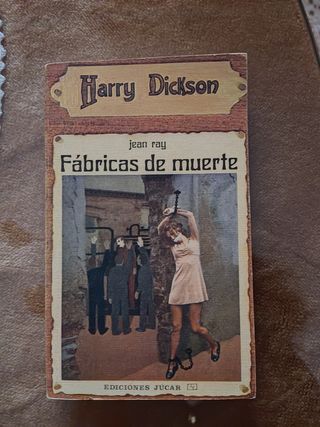 Harry Dickson
jean ray
Fábricas de muerte
EDICIONES JUCAR